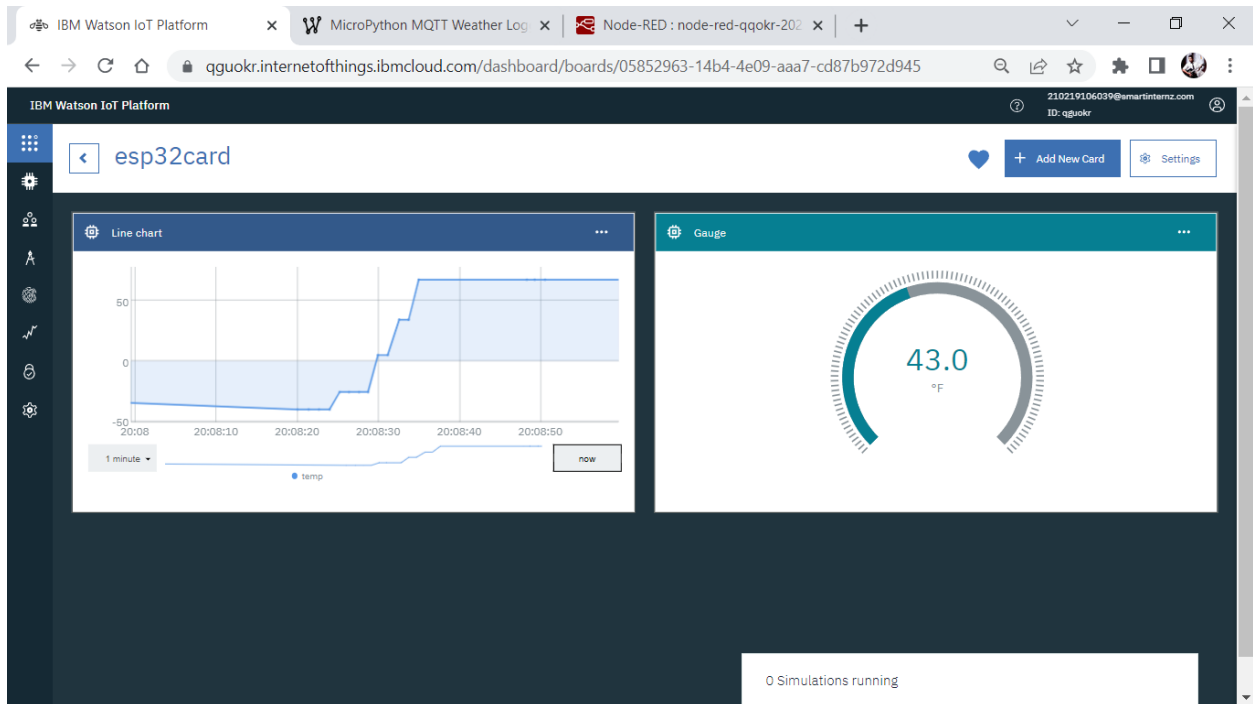 IBM Watson IoT Platform
MicroPython MQTT Weather Log
Node-RED : node-red-qqokr-202
qguokr.internetofthings.ibmcloud.com/dashboard/boards/05852963-14b4-4e09-aaa7-cd87b972d945
IBM Watson IoT Platform
210219106039@smartinternz.com
ID: qguokr
esp32card
Add New Card
Settings
Line chart
Gauge
50
0
-50
20:08
20:08:10
20:08:20
20:08:30
20:08:40
20:08:50
1 minute
now
temp
43.0
°F
0 Simulations running